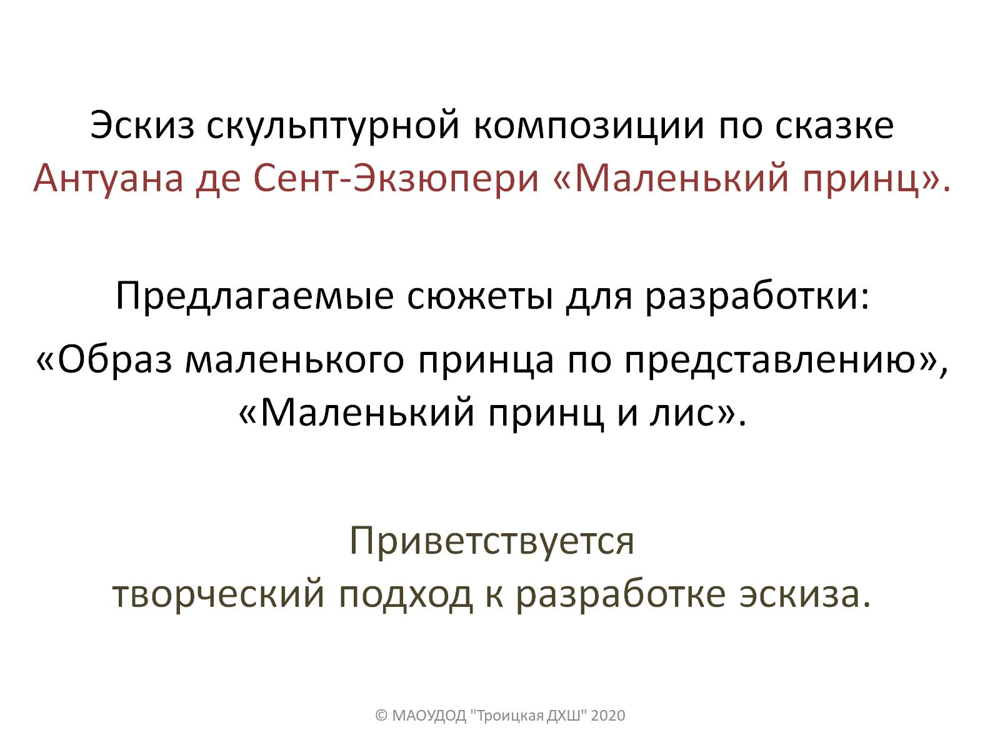 Эскиз скульптурной композиции по сказке
Антуана де Сент-Экзюпери «Маленький принц».
Предлагаемые сюжеты для разработки:
«Образ маленького принца по представлению»,
«Маленький принц и лис».
Приветствуется
творческий подход к разработке эскиза.
© МАОУДОД "Троицкая ДХШ" 2020